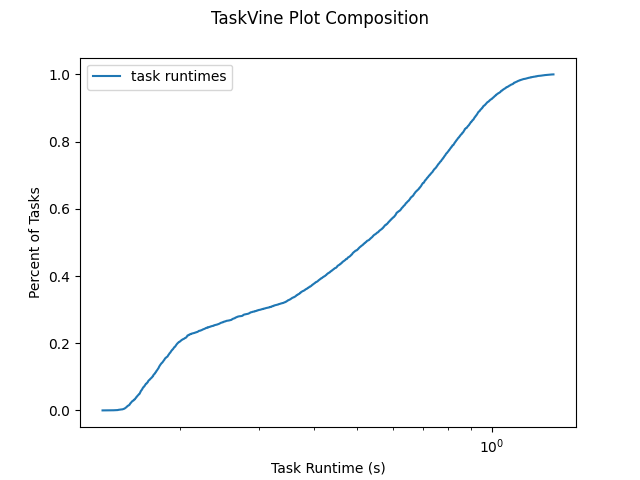 TaskVine Plot Composition
task runtimes
1.0
0.8
0.6
0.4
0.2
0.0
Percent of Tasks
10⁰
Task Runtime (s)